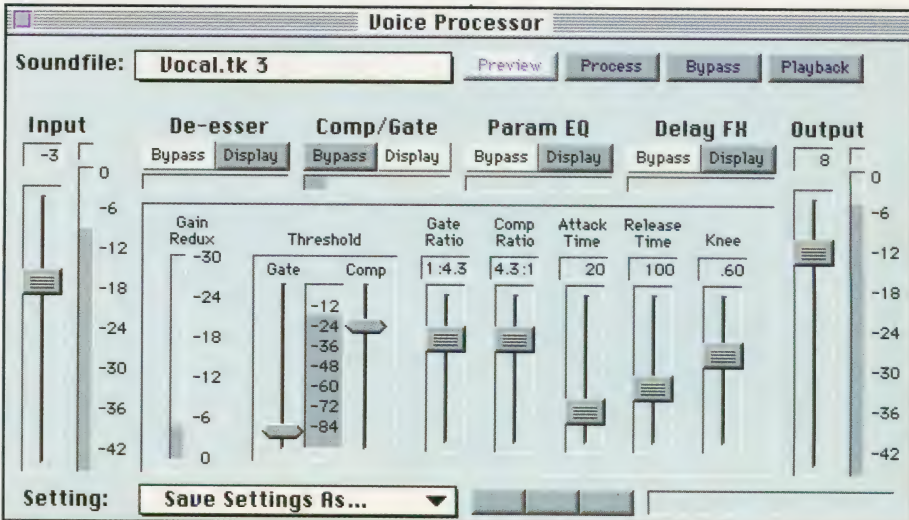 Voice Processor
Soundfile: Vocal.tk 3 Preview Process Bypass Playback
Input De-esser Comp/Gate Param EQ Delay FX Output
-3 Bypass Display Bypass Display Bypass Display Bypass Display 8
0
-6
-12
-18
-24
-30
-36
-42
Gain Redux
-30
-24
-18
-12
-6
0
Threshold
Gate Comp
-12
-24
-36
-48
-60
-72
-84
Gate Ratio
1:4.3
Comp Ratio
4.3:1
Attack Time
20
Release Time
100
Knee
.60
0
-6
-12
-18
-24
-30
-36
-42
Setting: Save Settings As...